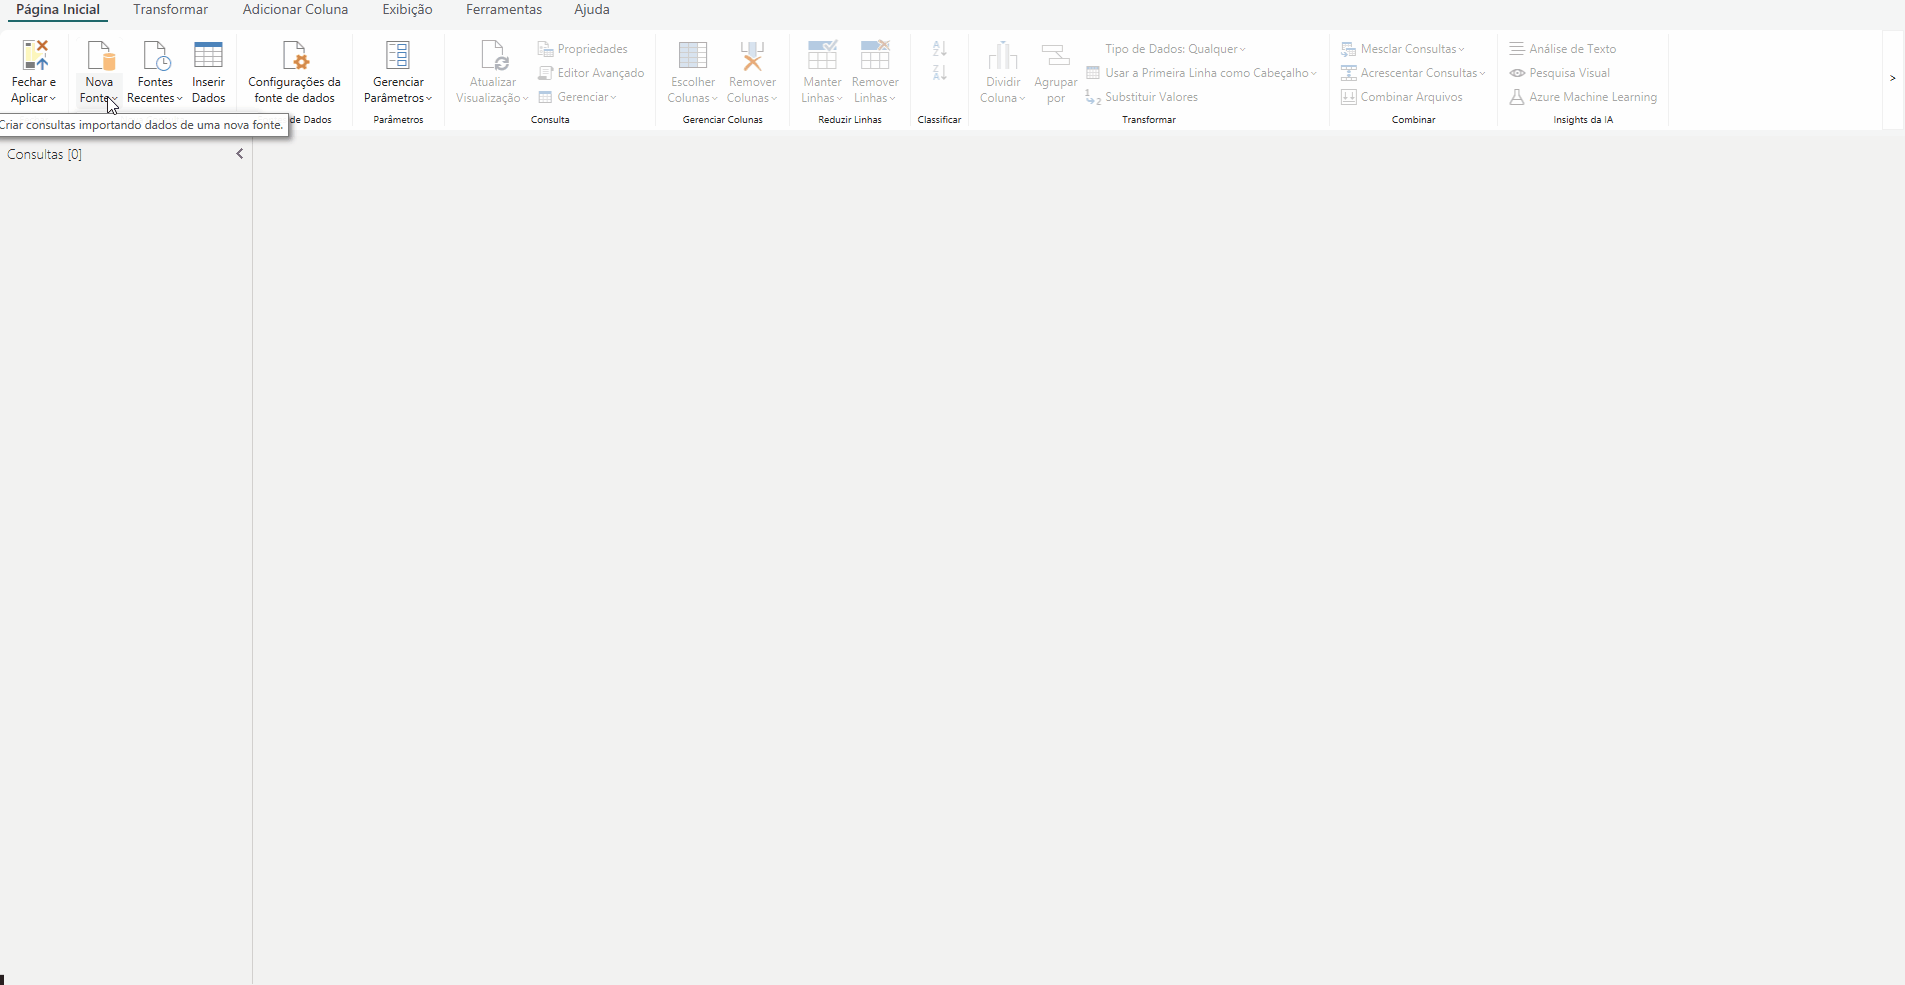 Página Inicial
Transformar
Adicionar Coluna
Exibição
Ferramentas
Ajuda
Fechar e
Aplicar
Nova
Fonte
Fontes
Recentes
Inserir
Dados
Configurações da
fonte de dados
de Dados
Gerenciar
Parâmetros
Parâmetros
Atualizar
Visualização
Propriedades
Editor Avançado
Gerenciar
Consulta
Escolher
Colunas
Remover
Colunas
Gerenciar Colunas
Manter
Linhas
Remover
Linhas
Reduzir Linhas
A
Z
Z
A
Classificar
Dividir
Coluna
Agrupar
por
Tipo de Dados: Qualquer
Usar a Primeira Linha como Cabeçalho
1
2
Substituir Valores
Transformar
Mesclar Consultas
Acrescentar Consultas
Combinar Arquivos
Combinar
Análise de Texto
Pesquisa Visual
Azure Machine Learning
Insights da IA
Criar consultas importando dados de uma nova fonte.
Consultas [0]